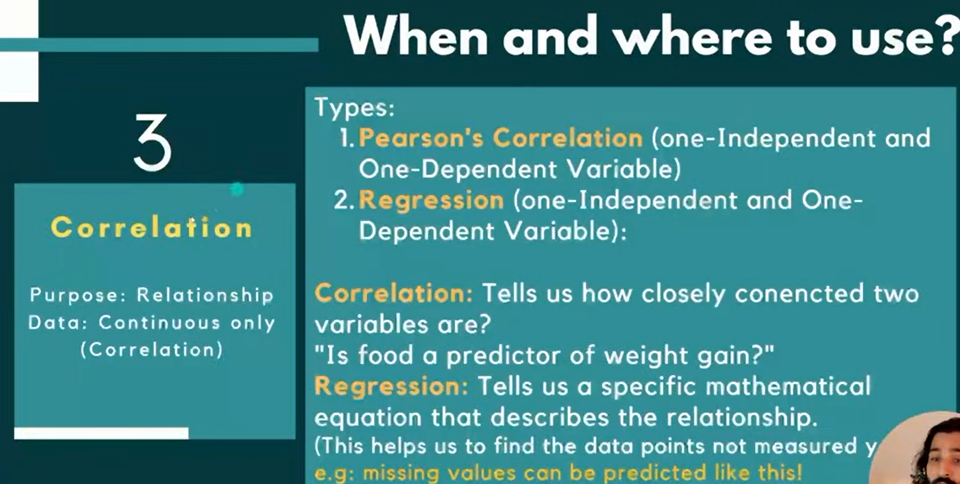 When and where to use?
3
Correlation
Purpose: Relationship
Data: Continuous only
(Correlation)
Types:
1. Pearson's Correlation (one-Independent and
One-Dependent Variable)
2. Regression (one-Independent and One-
Dependent Variable):
Correlation: Tells us how closely conencted two
variables are?
"Is food a predictor of weight gain?"
Regression: Tells us a specific mathematical
equation that describes the relationship.
(This helps us to find the data points not measured
e.g: missing values can be predicted like this!